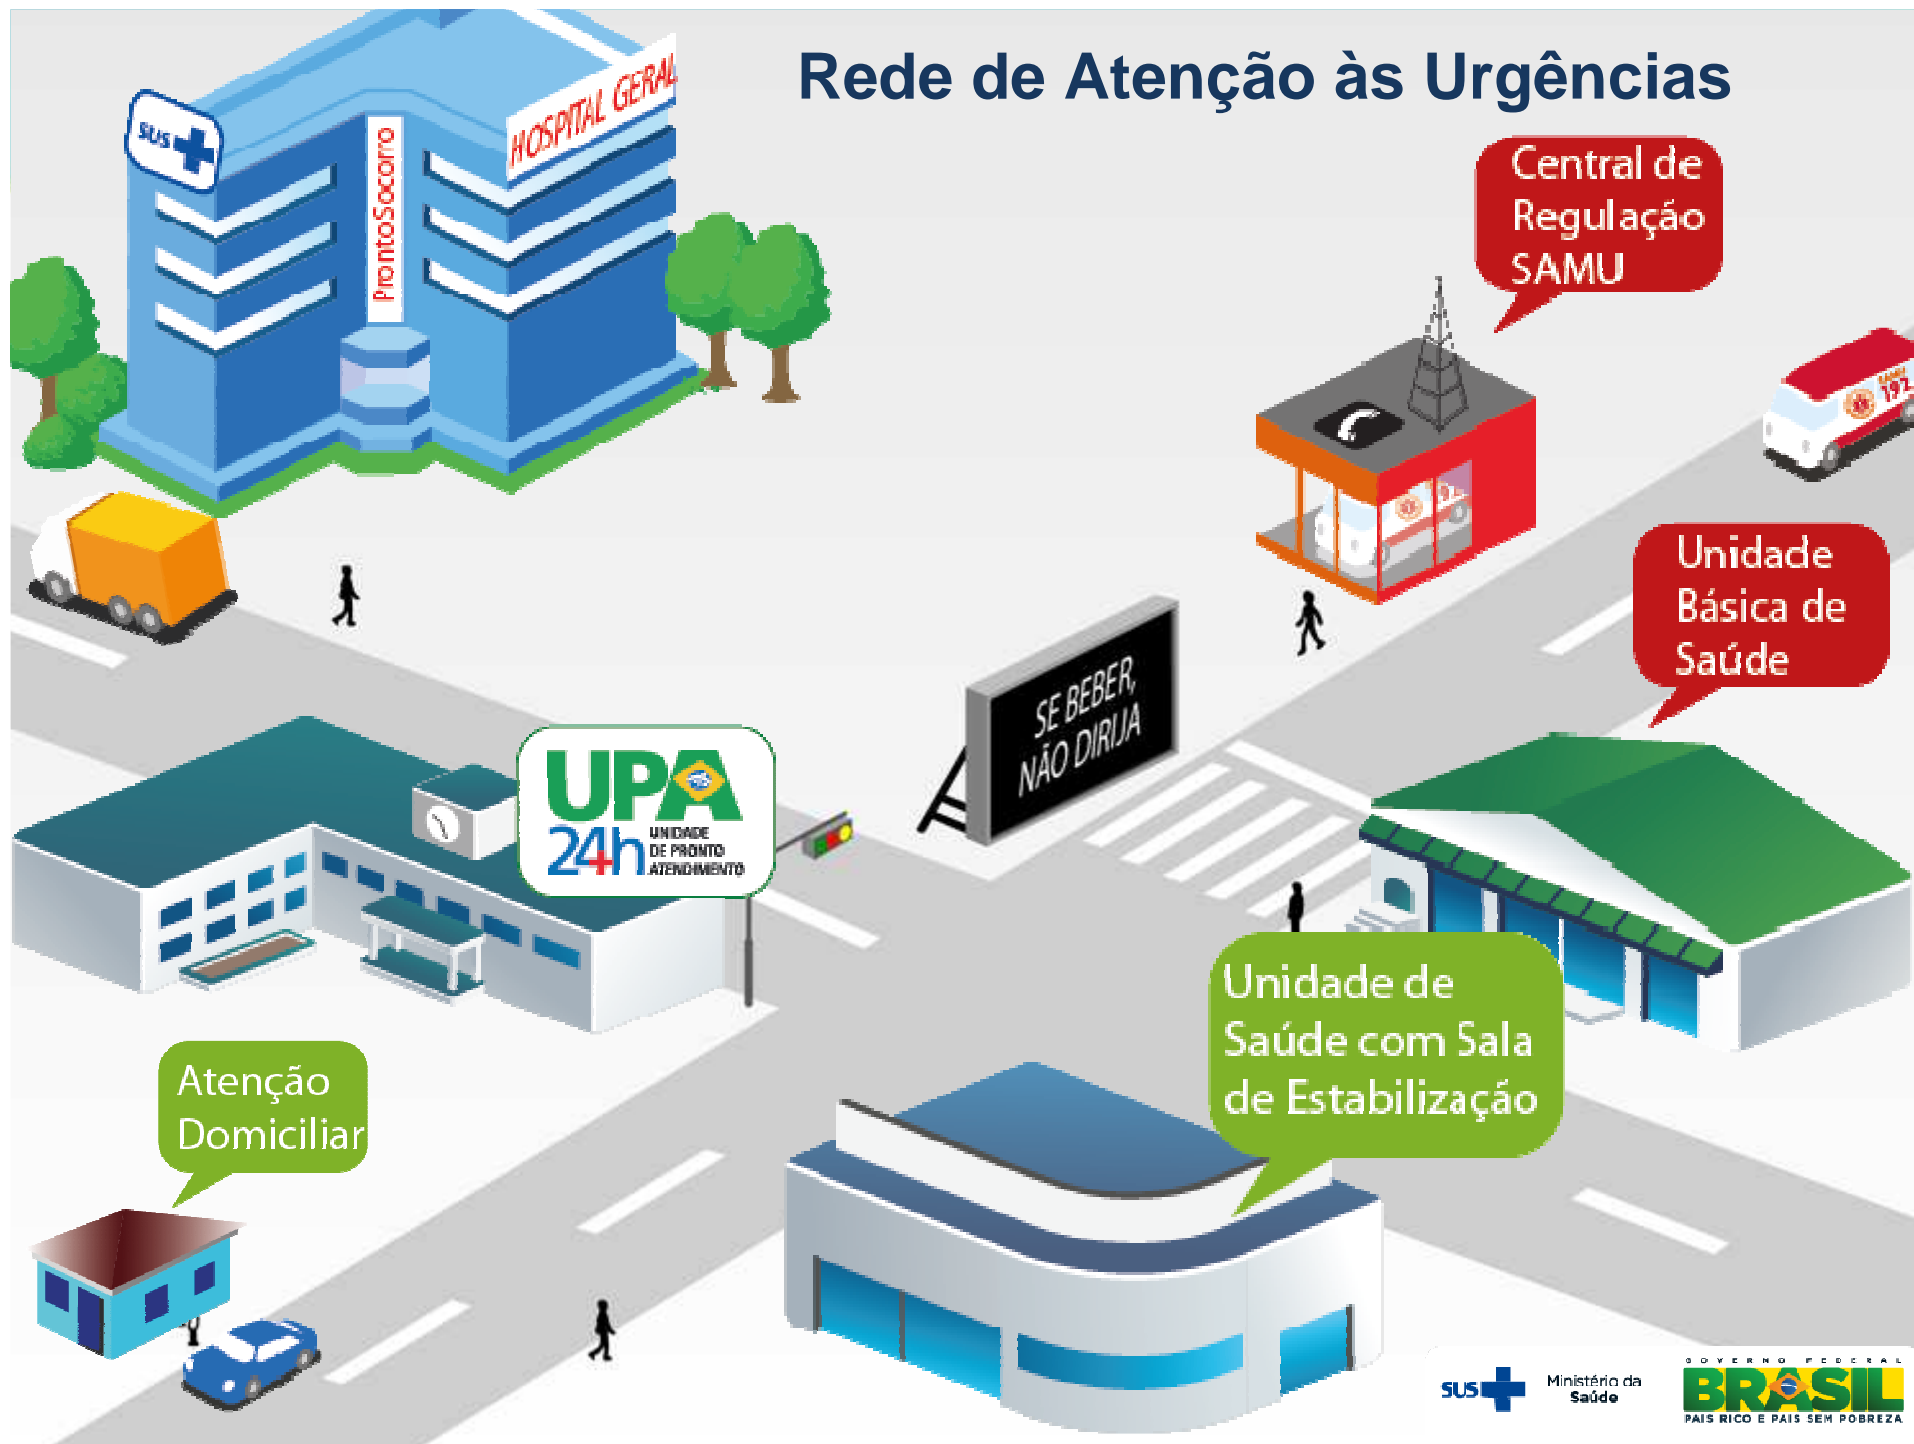 Rede de Atenção às Urgências
HOSPITAL GERAL
SUS
ProntoSocorro
Central de
Regulação
SAMU
SAMU
192
Unidade
Básica de
Saúde
SE BEBER,
NÃO DIRIJA
UPA
24h
UNIDADE
DE PRONTO
ATENDIMENTO
Unidade de
Saúde com Sala
de Estabilização
Atenção
Domiciliar
SUS
Ministério da
Saúde
GOVERNO FEDERAL
BRASIL
PAÍS RICO É PAÍS SEM POBREZA